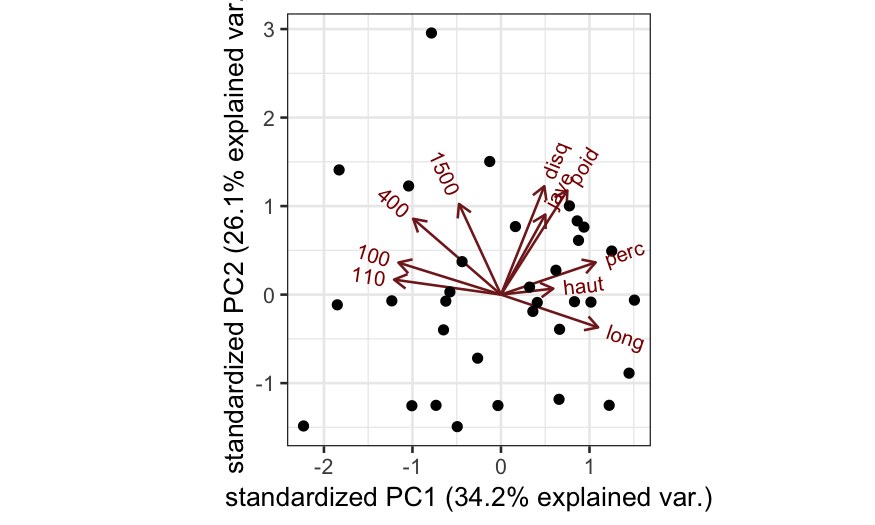 standardized PC2 (26.1% explained var.
3
2
1
0
-1
1500
disq
poid
jave
400
100
110
perc
haut
long
-2
-1
0
1
standardized PC1 (34.2% explained var.)